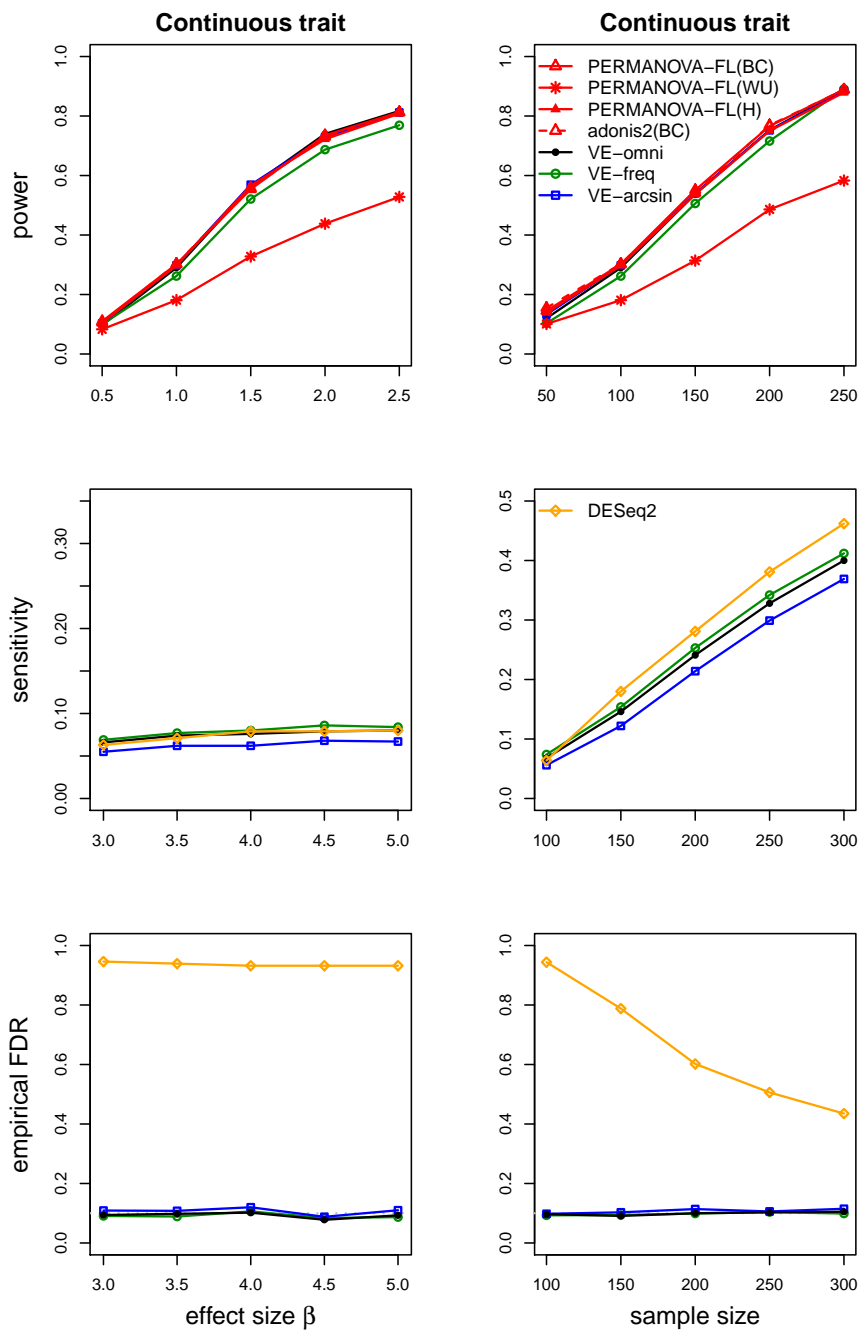 Continuous trait
Continuous trait
power
0.0 0.2 0.4 0.6 0.8 1.0
0.5 1.0 1.5 2.0 2.5
0.0 0.2 0.4 0.6 0.8 1.0
PERMANOVA−FL(BC)
PERMANOVA−FL(WU)
PERMANOVA−FL(H)
adonis2(BC)
VE−omni
VE−freq
VE−arcsin
50 100 150 200 250
sensitivity
0.00 0.10 0.20 0.30
3.0 3.5 4.0 4.5 5.0
0.0 0.1 0.2 0.3 0.4 0.5
DESeq2
100 150 200 250 300
empirical FDR
0.0 0.2 0.4 0.6 0.8 1.0
3.0 3.5 4.0 4.5 5.0
effect size β
0.0 0.2 0.4 0.6 0.8 1.0
100 150 200 250 300
sample size